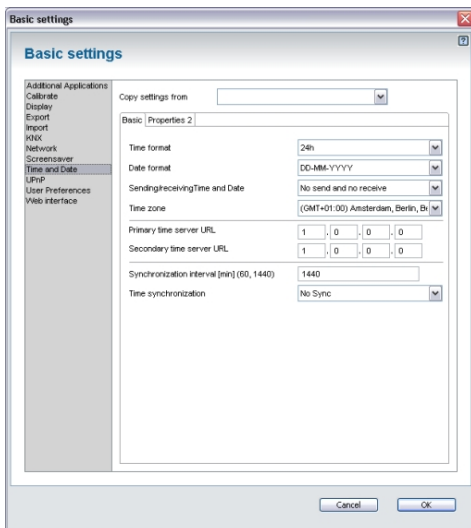 Basic settings
Basic settings
Additional Applications
Calibrate
Display
Export
Import
KNX
Network
Screensaver
Time and Date
UPnP
User Preferences
Web interface
Copy settings from
Basic Properties 2
Time format 24h
Date format DD-MM-YYYY
Sending/receivingTime and Date No send and no receive
Time zone (GMT+01:00) Amsterdam, Berlin, Be
Primary time server URL 1 . 0 . 0 . 0
Secondary time server URL 1 . 0 . 0 . 0
Synchronization interval [min] (60, 1440) 1440
Time synchronization No Sync
Cancel OK